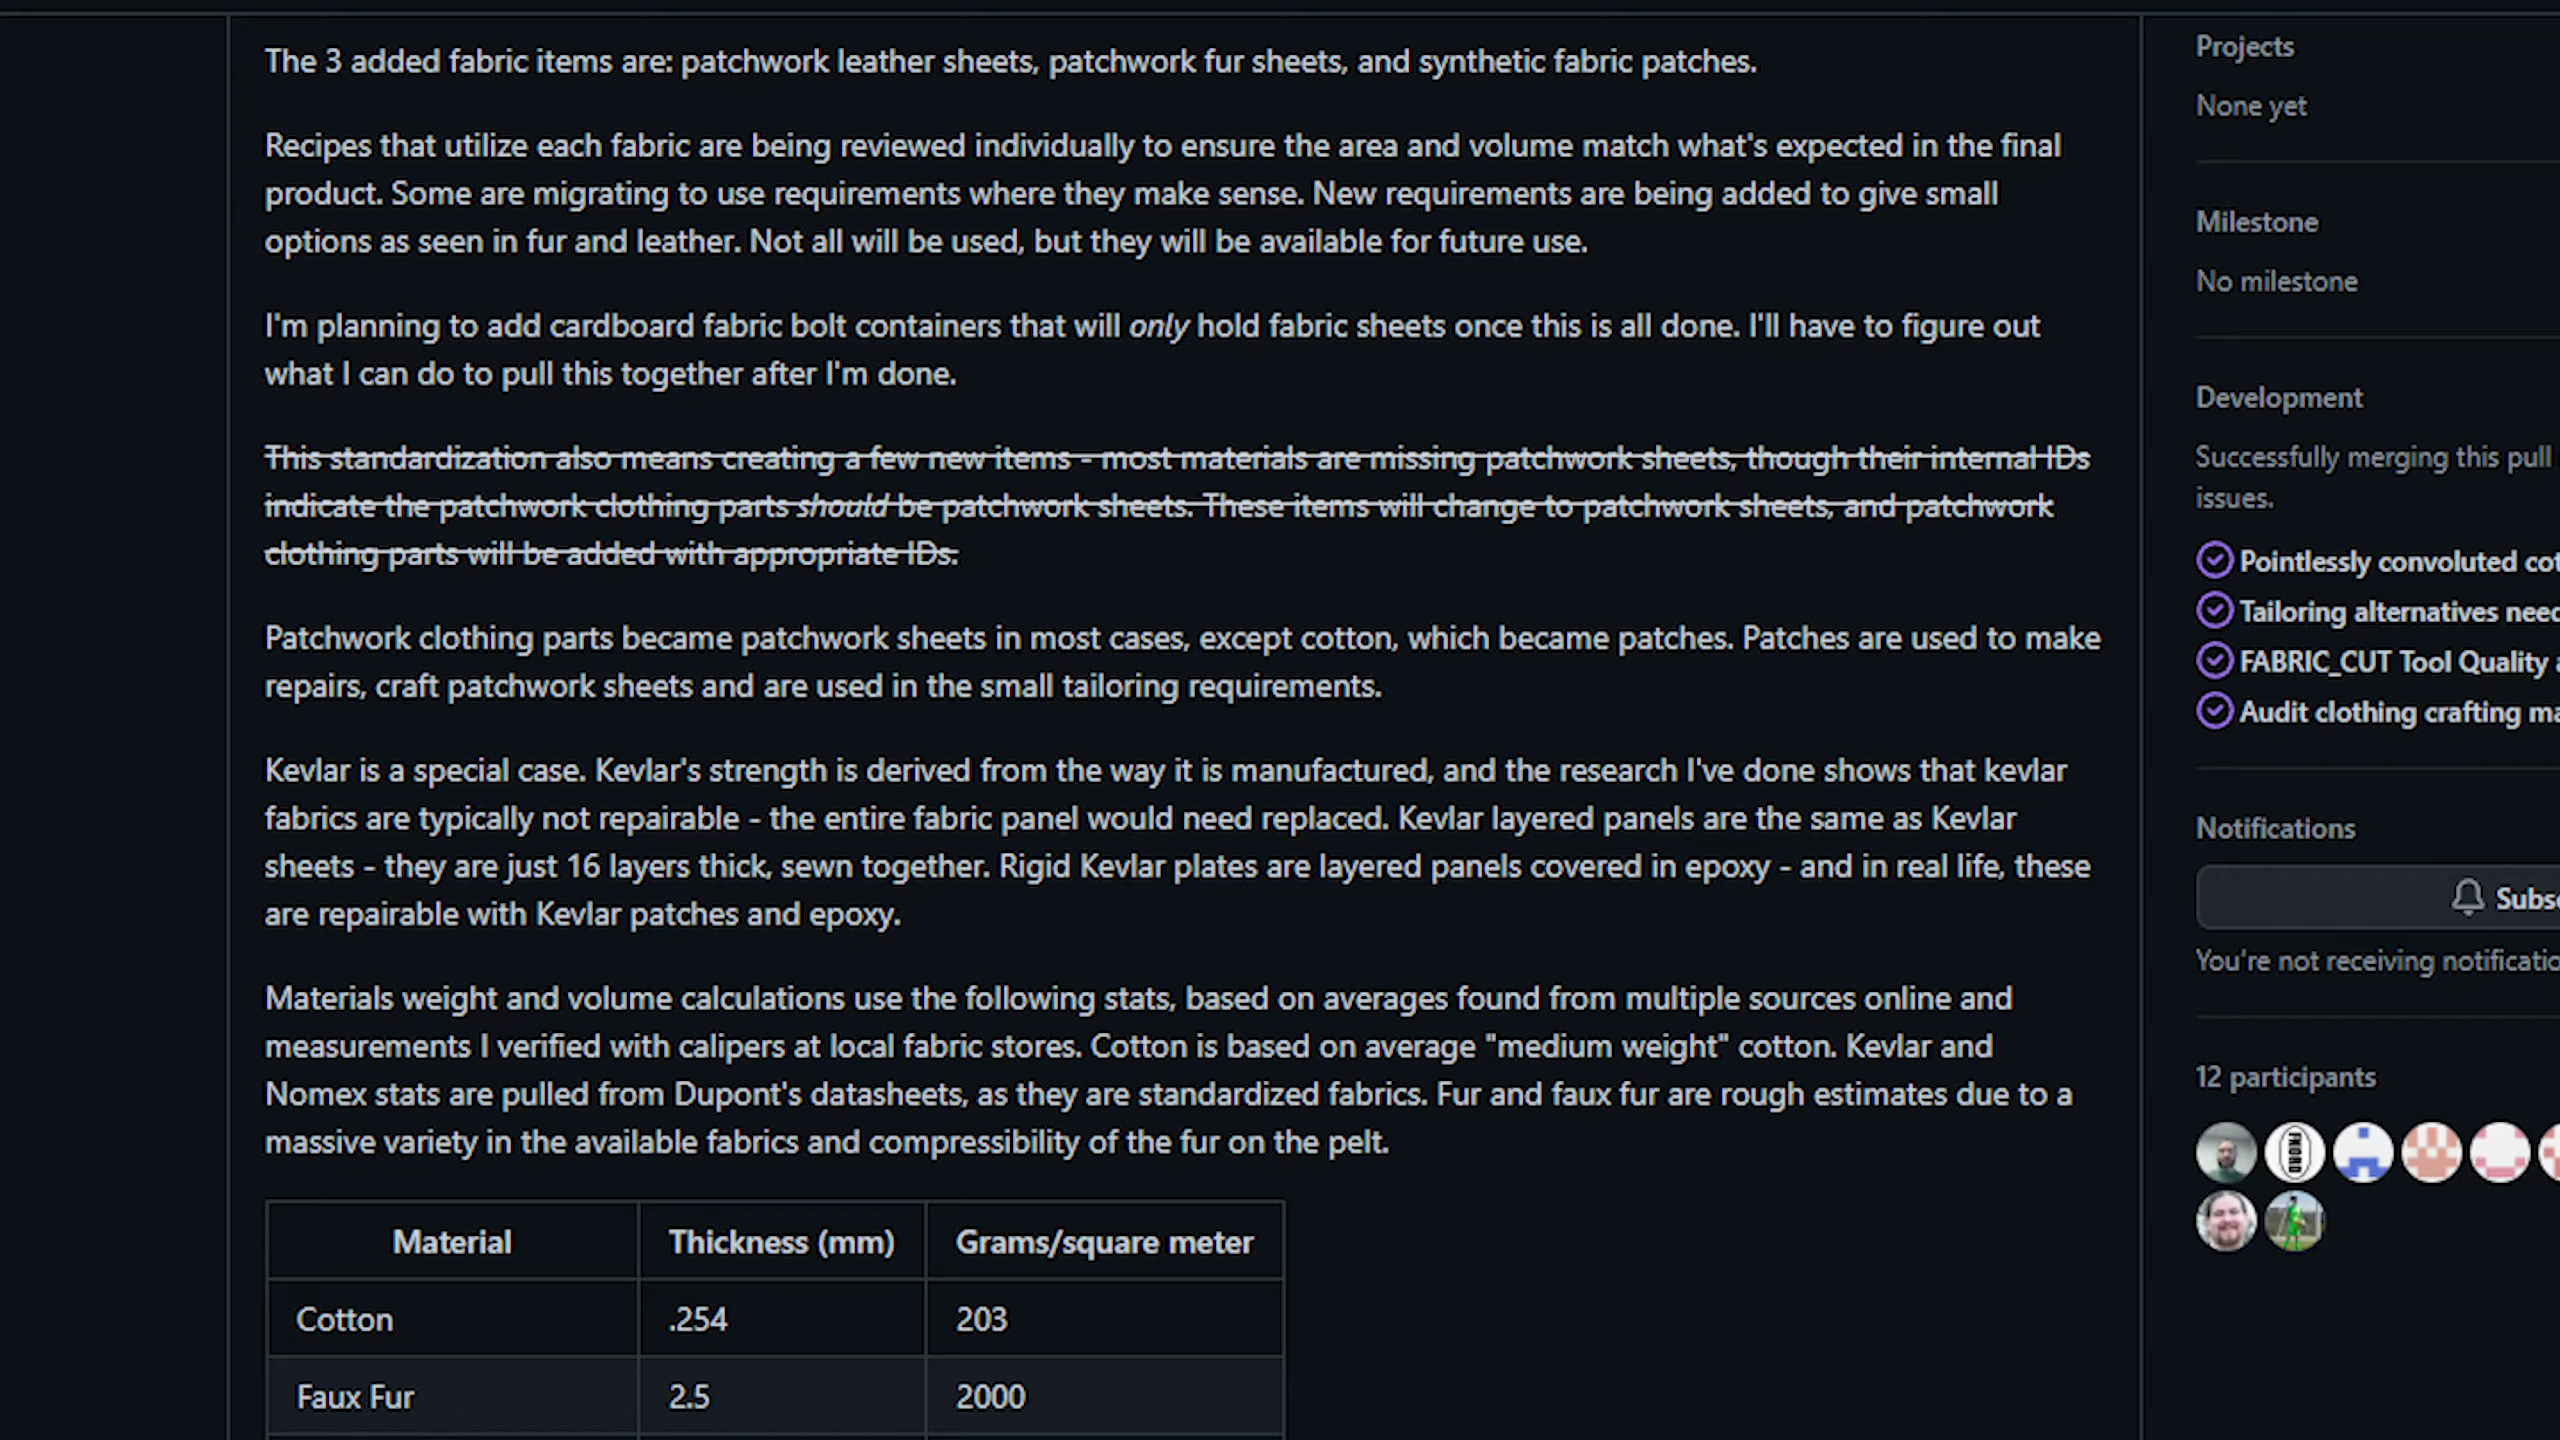 The 3 added fabric items are: patchwork leather sheets, patchwork fur sheets, and synthetic fabric patches.
Recipes that utilize each fabric are being reviewed individually to ensure the area and volume match what's expected in the final
product. Some are migrating to use requirements where they make sense. New requirements are being added to give small
options as seen in fur and leather. Not all will be used, but they will be available for future use.
I'm planning to add cardboard fabric bolt containers that will only hold fabric sheets once this is all done. I'll have to figure out
what I can do to pull this together after I'm done.
This standardization also means creating a few new items - most materials are missing patchwork sheets, though their internal IDs
indicate the patchwork clothing parts should be patchwork sheets. These items will change to patchwork sheets, and patchwork
clothing parts will be added with appropriate IDs.
Patchwork clothing parts became patchwork sheets in most cases, except cotton, which became patches. Patches are used to make
repairs, craft patchwork sheets and are used in the small tailoring requirements.
Kevlar is a special case. Kevlar's strength is derived from the way it is manufactured, and the research I've done shows that kevlar
fabrics are typically not repairable - the entire fabric panel would need replaced. Kevlar layered panels are the same as Kevlar
sheets - they are just 16 layers thick, sewn together. Rigid Kevlar plates are layered panels covered in epoxy - and in real life, these
are repairable with Kevlar patches and epoxy.
Materials weight and volume calculations use the following stats, based on averages found from multiple sources online and
measurements I verified with calipers at local fabric stores. Cotton is based on average "medium weight" cotton. Kevlar and
Nomex stats are pulled from Dupont's datasheets, as they are standardized fabrics. Fur and faux fur are rough estimates due to a
massive variety in the available fabrics and compressibility of the fur on the pelt.
Material Thickness (mm) Grams/square meter
Cotton .254 203
Faux Fur 2.5 2000
Projects
None yet
Milestone
No milestone
Development
Successfully merging this pull
issues.
Pointlessly convoluted cot
Tailoring alternatives need
FABRIC_CUT Tool Quality a
Audit clothing crafting ma
Notifications
Subs
You're not receiving notificatio
12 participants
FNORD